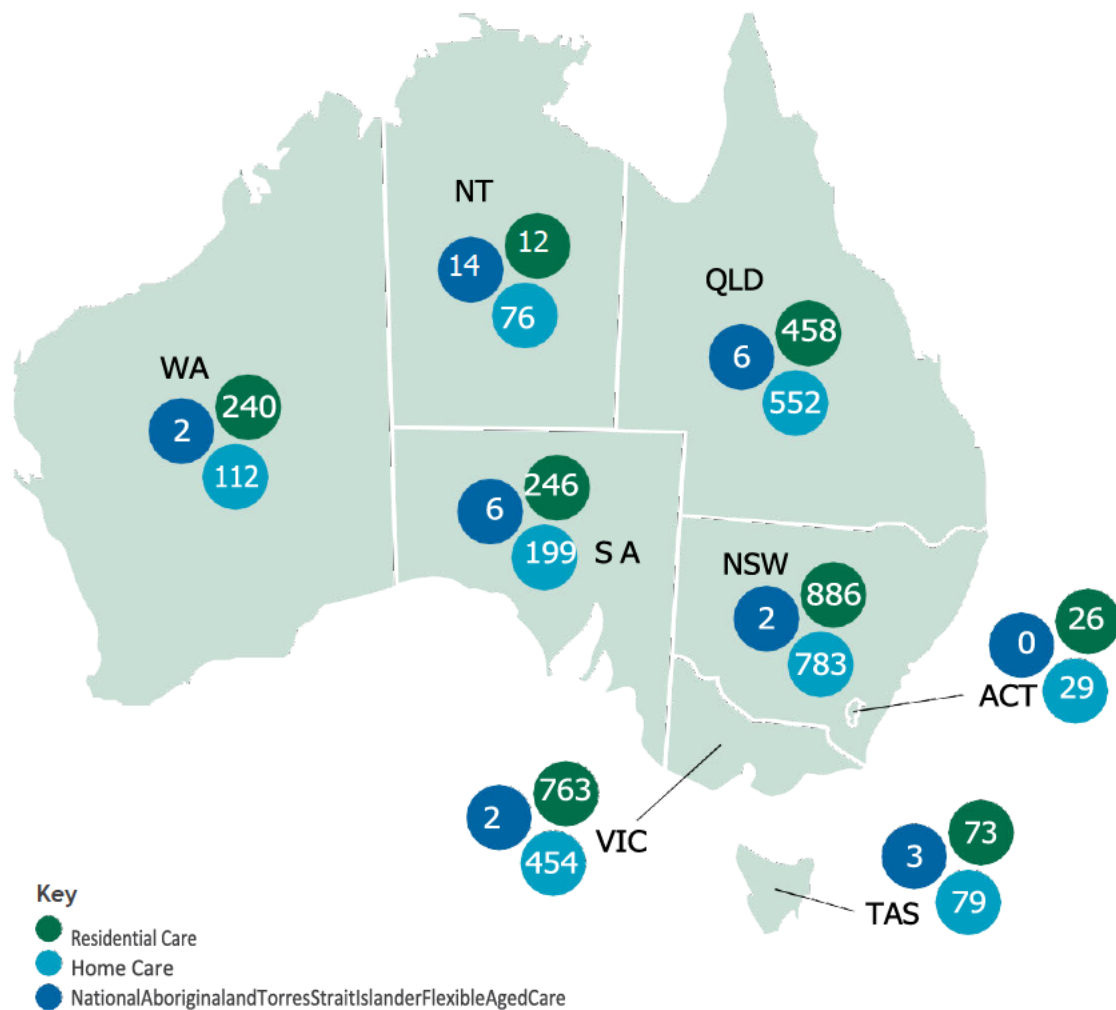 NT
12
14
76
QLD
458
6
552
WA
240
2
112
246
6
199
S A
NSW
886
2
783
26
0
29
ACT
763
2
454
VIC
73
3
79
TAS
Key
Residential Care
Home Care
NationalAboriginalandTorresStraitIslanderFlexibleAgedCare